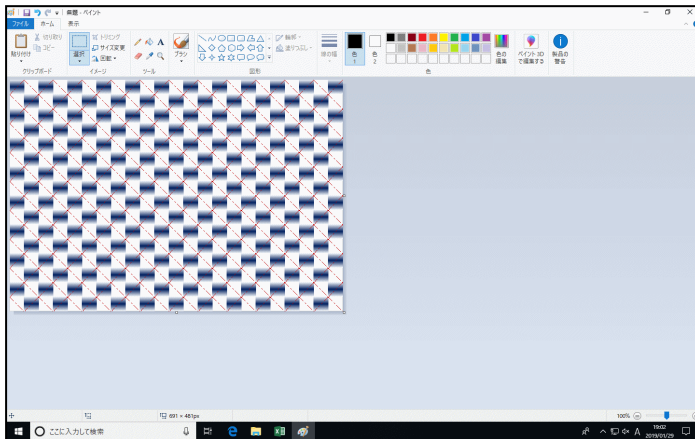 無題 - ペイント
ファイル ホーム 表示
貼り付け 切り取り コピー
クリップボード
選択 トリミング サイズ変更 回転
イメージ
A
ツール
ブラシ
輪郭 塗りつぶし
図形
線の幅
色 1 色 2
色の 編集
色
ペイント 3D で編集する
製品の 警告
691 × 481px
100%
ここに入力して検索
A
19:02
2019/01/29